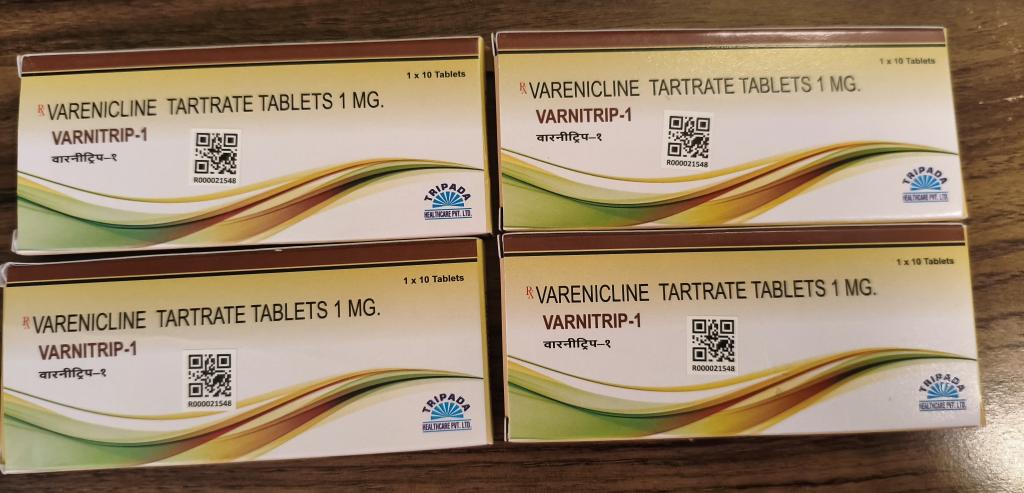 1 x 10 Tablets
℞ VARENICLINE TARTRATE TABLETS 1 MG.
VARNITRIP-1
वारनीट्रिप–१
R000021548
TRIPADA
HEALTHCARE PVT. LTD.
1 x 10 Tablets
℞ VARENICLINE TARTRATE TABLETS 1 MG.
VARNITRIP-1
वारनीट्रिप–१
R000021548
TRIPADA
HEALTHCARE PVT. LTD.
1 x 10 Tablets
℞ VARENICLINE TARTRATE TABLETS 1 MG.
VARNITRIP-1
वारनीट्रिप–१
R000021548
TRIPADA
HEALTHCARE PVT. LTD.
1 x 10 Tablets
℞ VARENICLINE TARTRATE TABLETS 1 MG.
VARNITRIP-1
वारनीट्रिप–१
R000021548
TRIPADA
HEALTHCARE PVT. LTD.